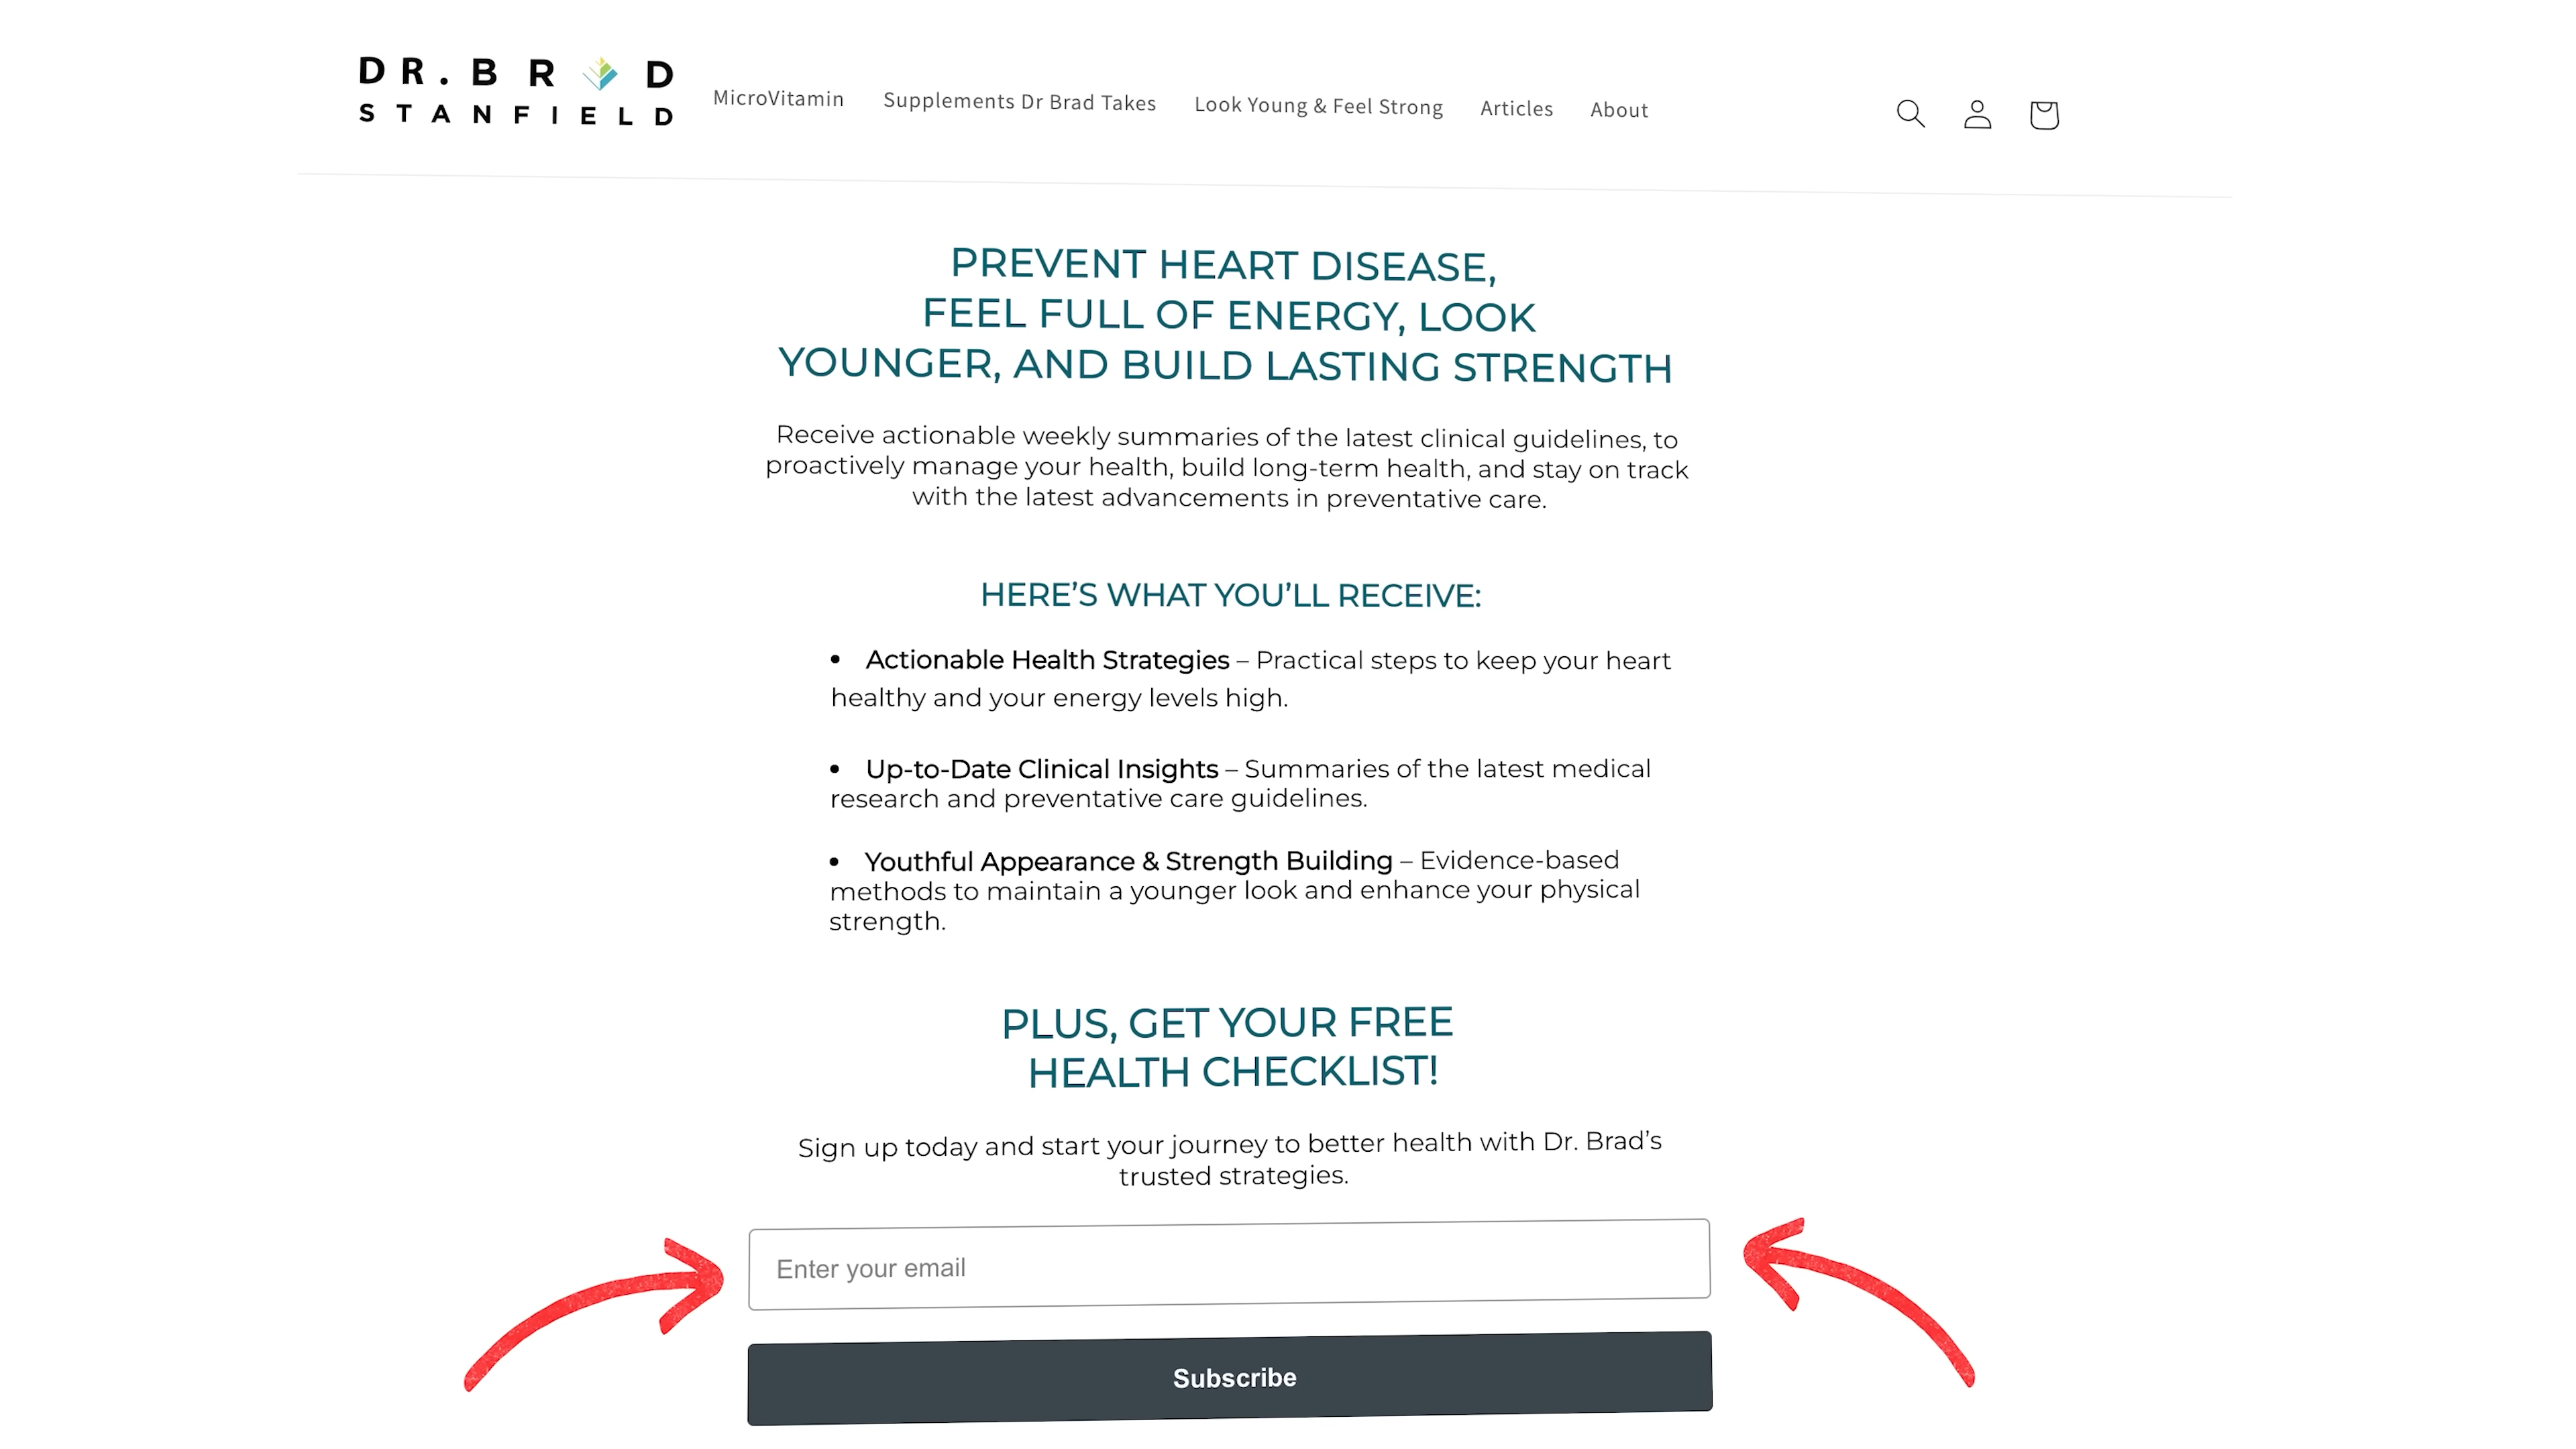 DR. BRAD
STANFIELD
MicroVitamin
Supplements Dr Brad Takes
Look Young & Feel Strong
Articles
About
PREVENT HEART DISEASE,
FEEL FULL OF ENERGY, LOOK
YOUNGER, AND BUILD LASTING STRENGTH
Receive actionable weekly summaries of the latest clinical guidelines, to
proactively manage your health, build long-term health, and stay on track
with the latest advancements in preventative care.
HERE’S WHAT YOU’LL RECEIVE:
• Actionable Health Strategies – Practical steps to keep your heart
healthy and your energy levels high.
• Up-to-Date Clinical Insights – Summaries of the latest medical
research and preventative care guidelines.
• Youthful Appearance & Strength Building – Evidence-based
methods to maintain a younger look and enhance your physical
strength.
PLUS, GET YOUR FREE
HEALTH CHECKLIST!
Sign up today and start your journey to better health with Dr. Brad’s
trusted strategies.
Enter your email
Subscribe